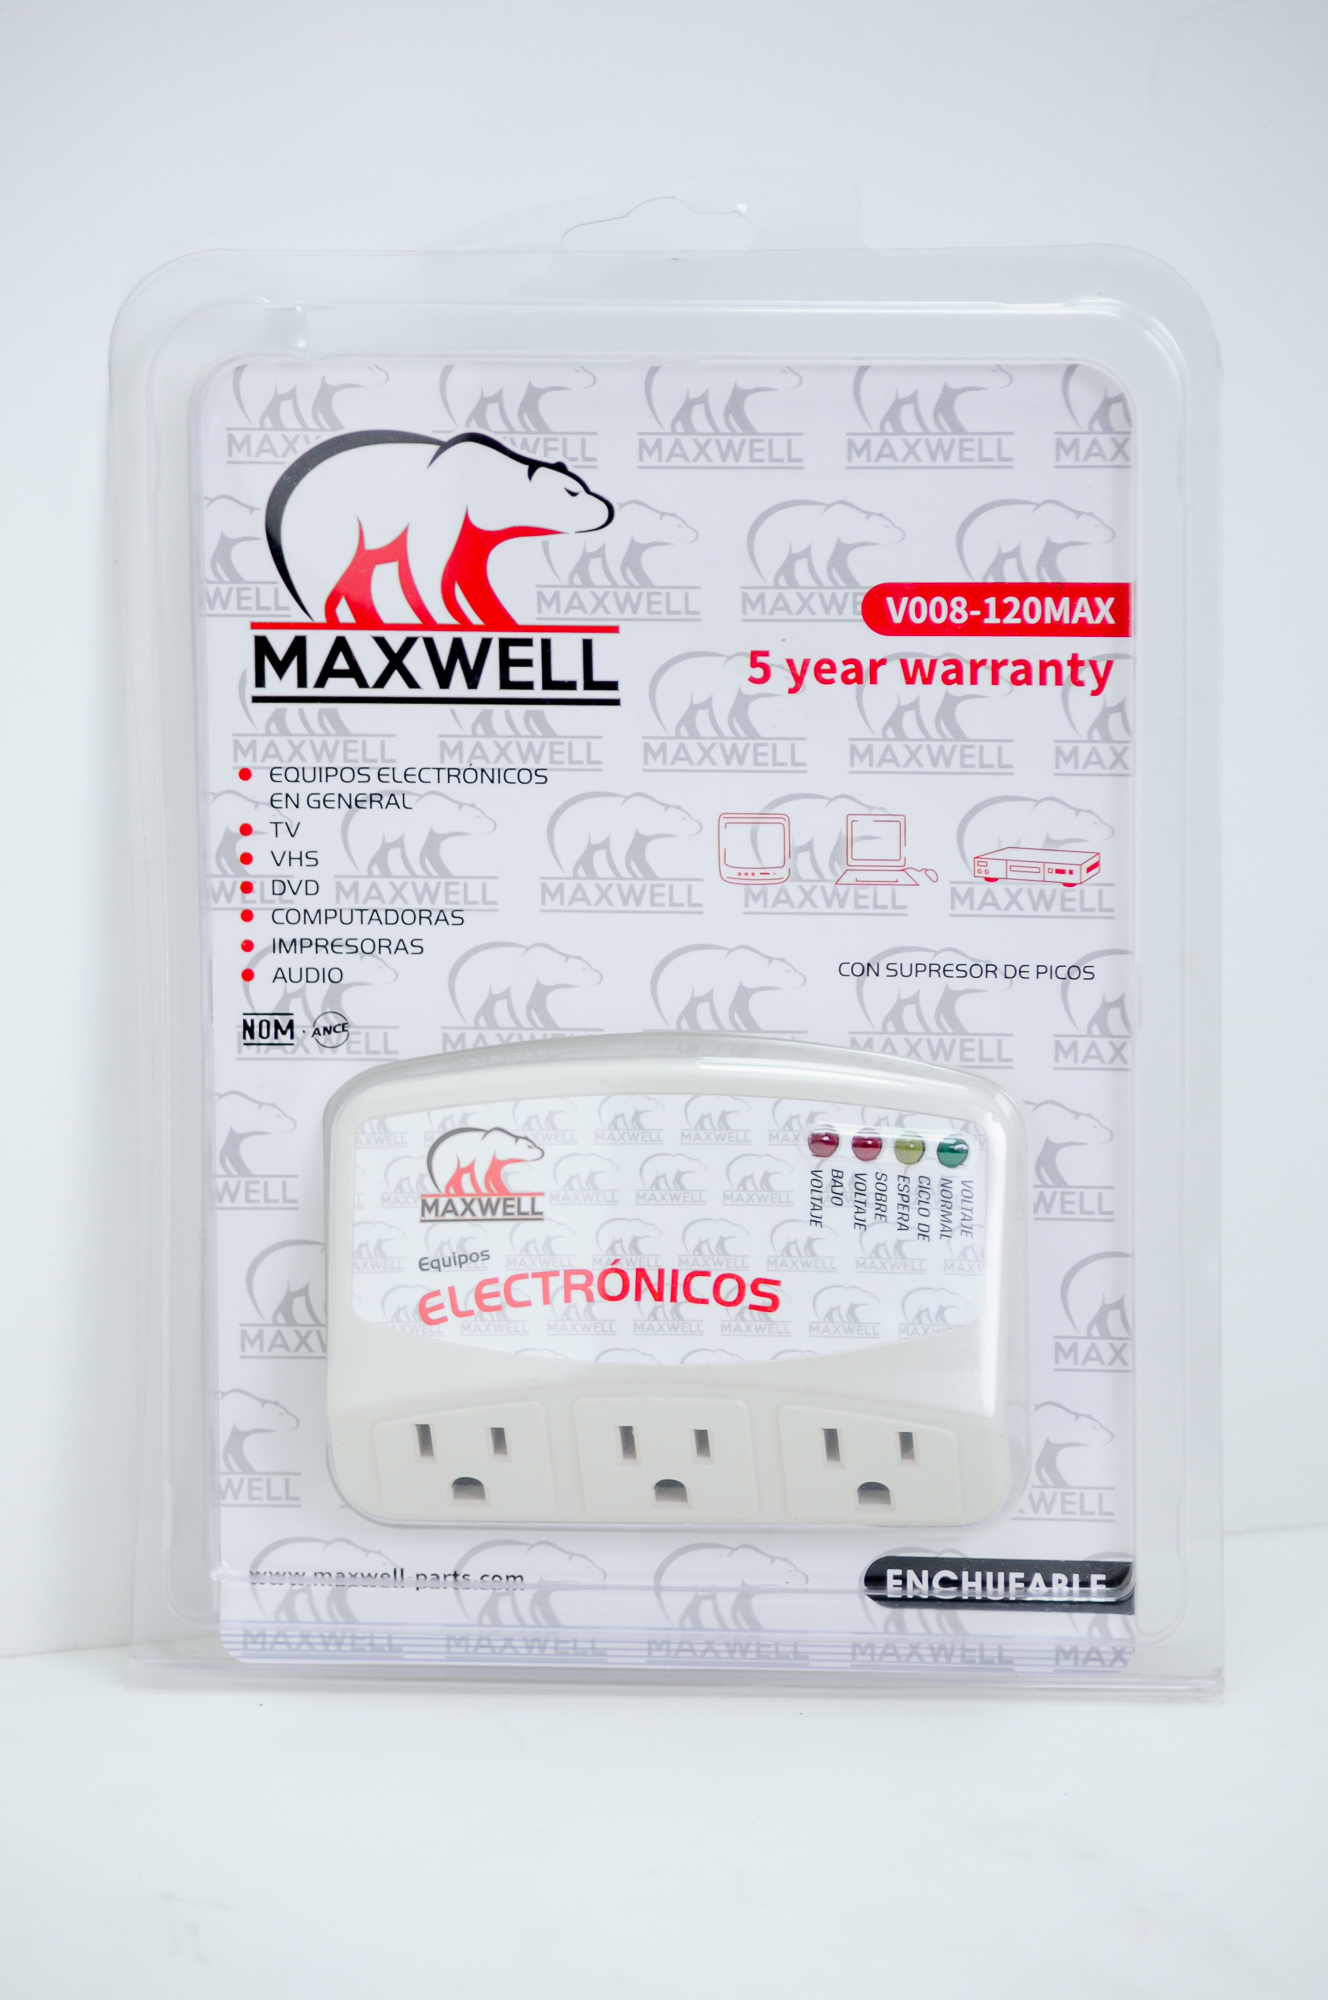 MAXWELL
V008-120MAX
5 year warranty
EQUIPOS ELECTRÓNICOS
EN GENERAL
TV
VHS
DVD
COMPUTADORAS
IMPRESORAS
AUDIO
CON SUPRESOR DE PICOS
NOM · ANCE
MAXWELL
Equipos
ELECTRÓNICOS
BAJO
VOLTAJE
SOBRE
VOLTAJE
CICLO DE
ESPERA
VOLTAJE
NORMAL
www.maxwell-parts.com
ENCHUFABLE